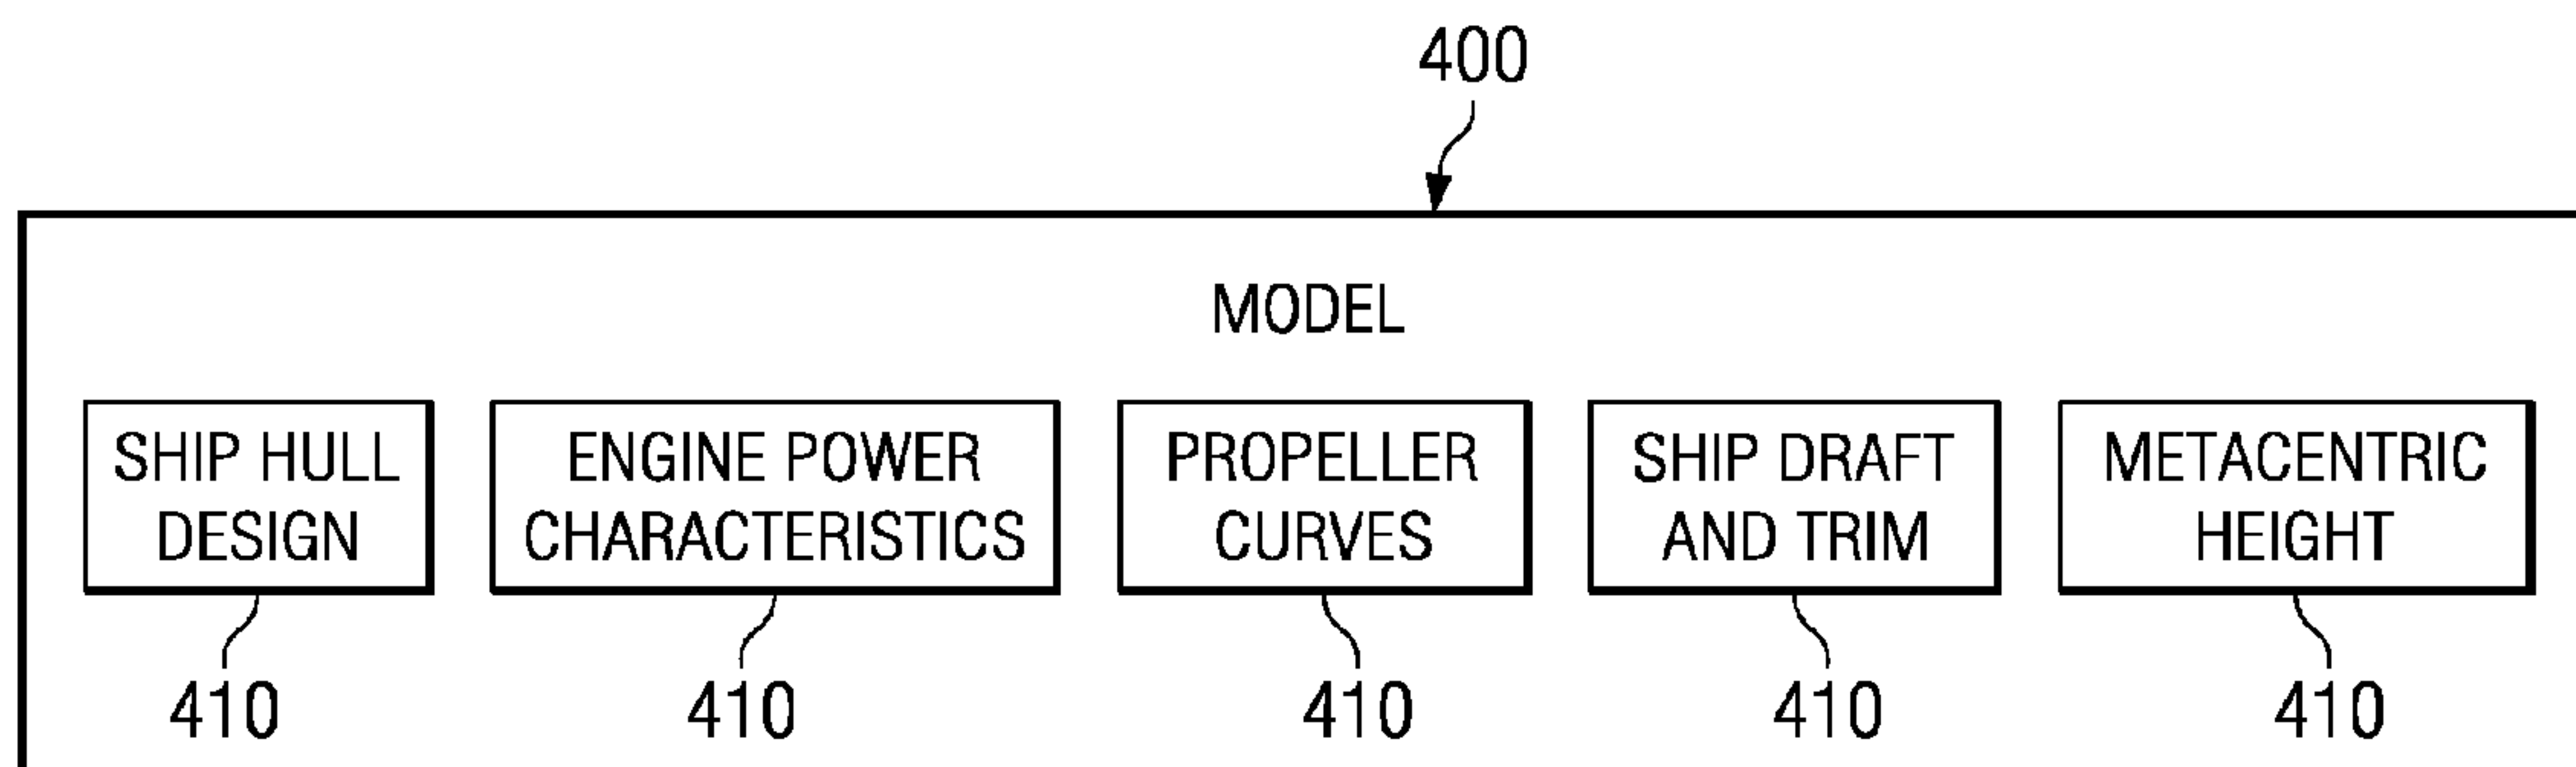 400
MODEL
SHIP HULL
DESIGN
ENGINE POWER
CHARACTERISTICS
PROPELLER
CURVES
SHIP DRAFT
AND TRIM
METACENTRIC
HEIGHT
410
410
410
410
410